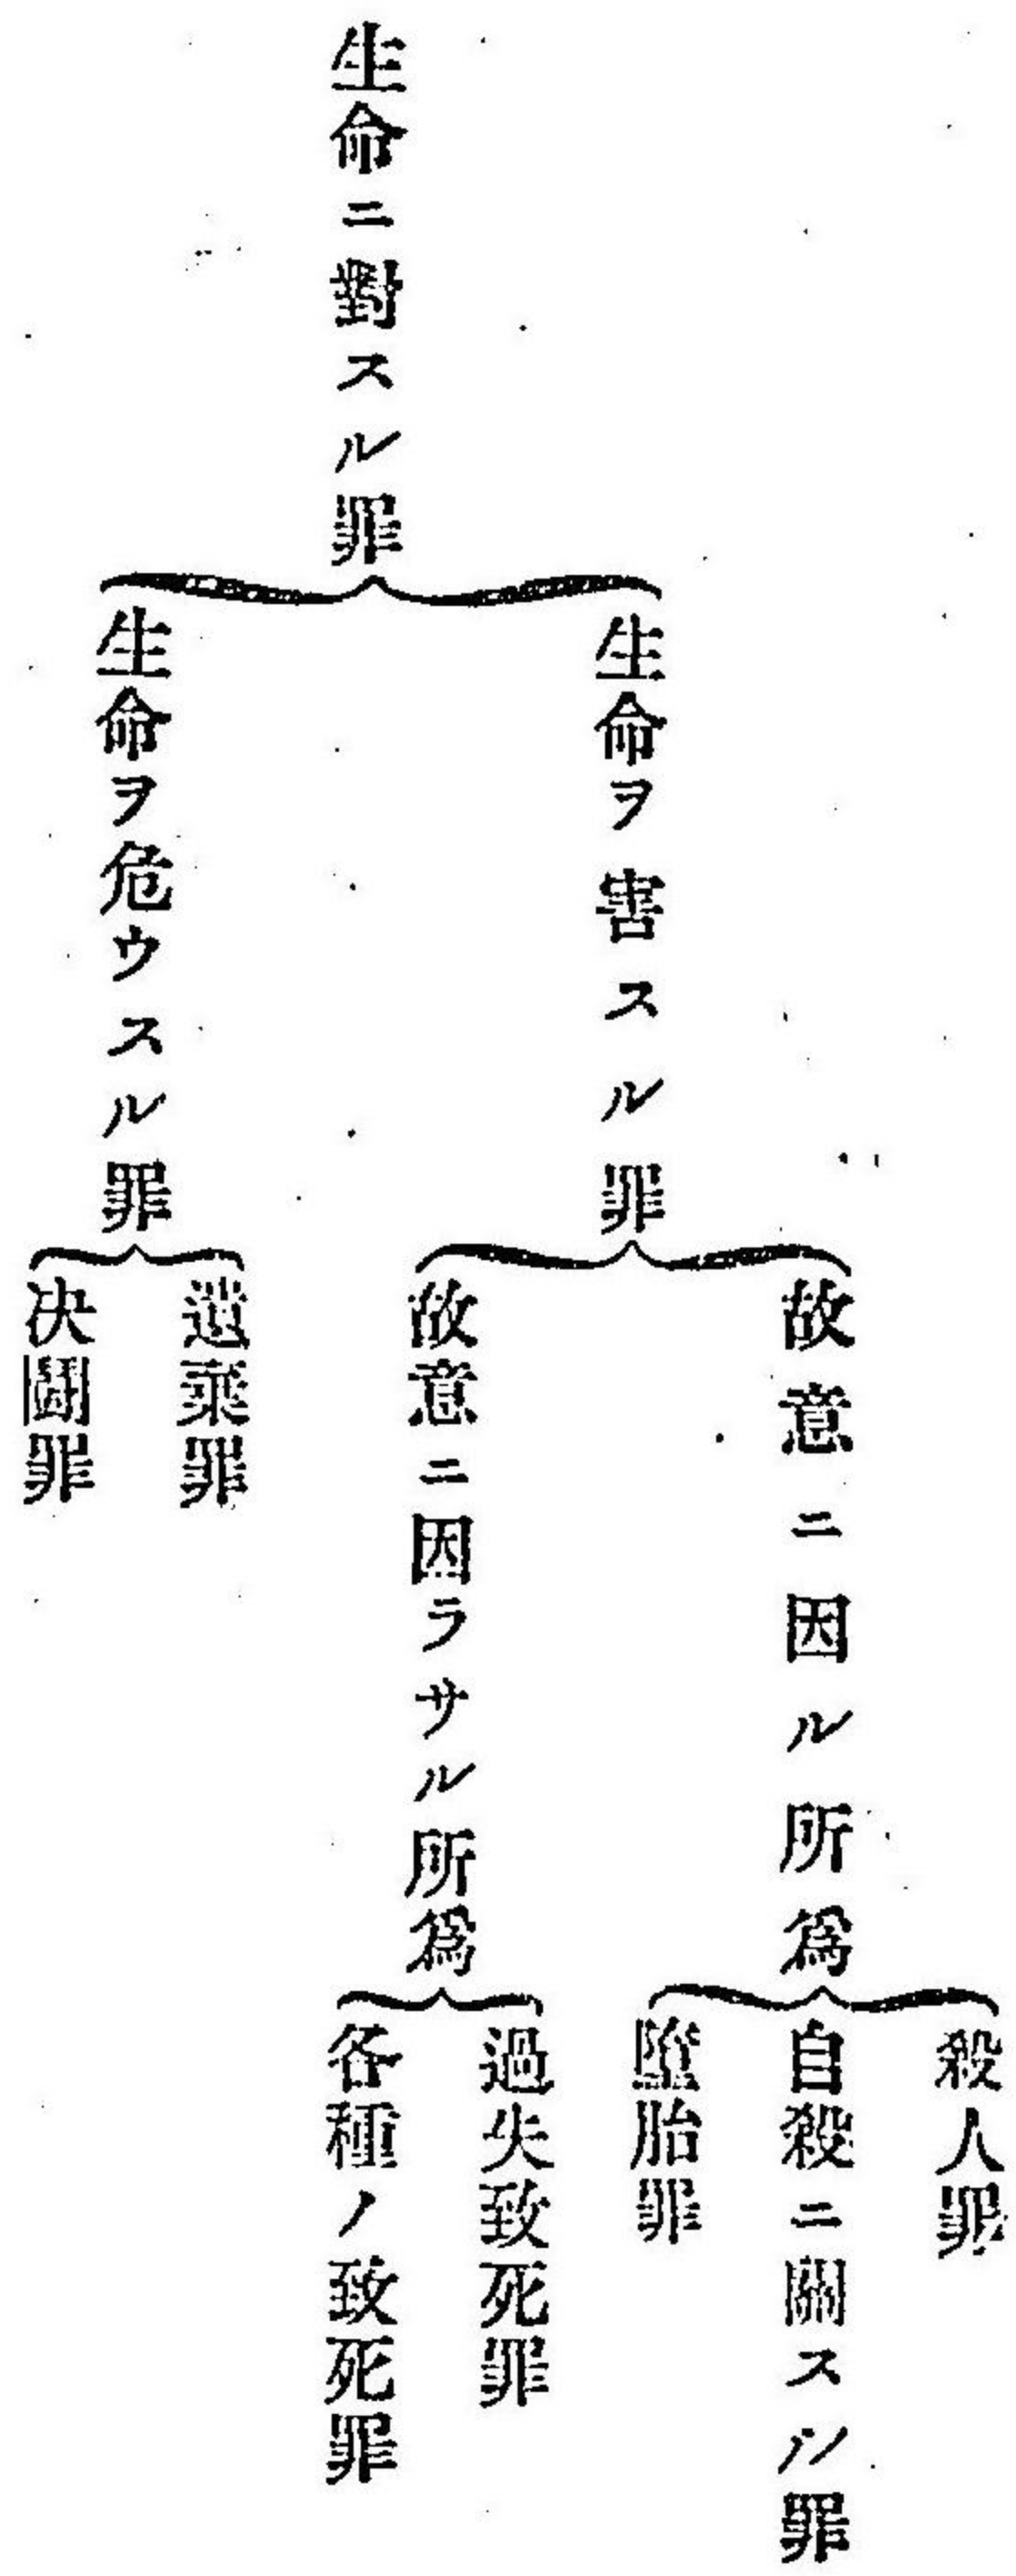 生命ニ對スル罪
生命ヲ害スル罪
故意ニ因ル所爲
殺人罪
自殺ニ關スル罪
墮胎罪
故意ニ因ラサル所爲
過失致死罪
各種ノ致死罪
生命ヲ危ウスル罪
遺棄罪
決鬪罪